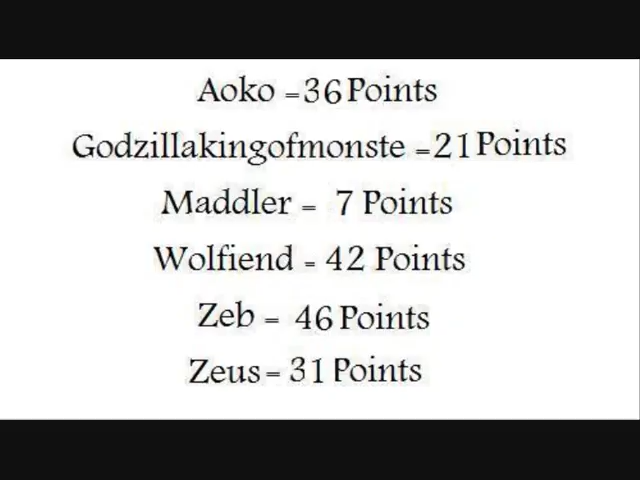 Aoko =36 Points
Godzillakingofmonste =21 Points
Maddler = 7 Points
Wolfiend = 42 Points
Zeb = 46 Points
Zeus= 31 Points